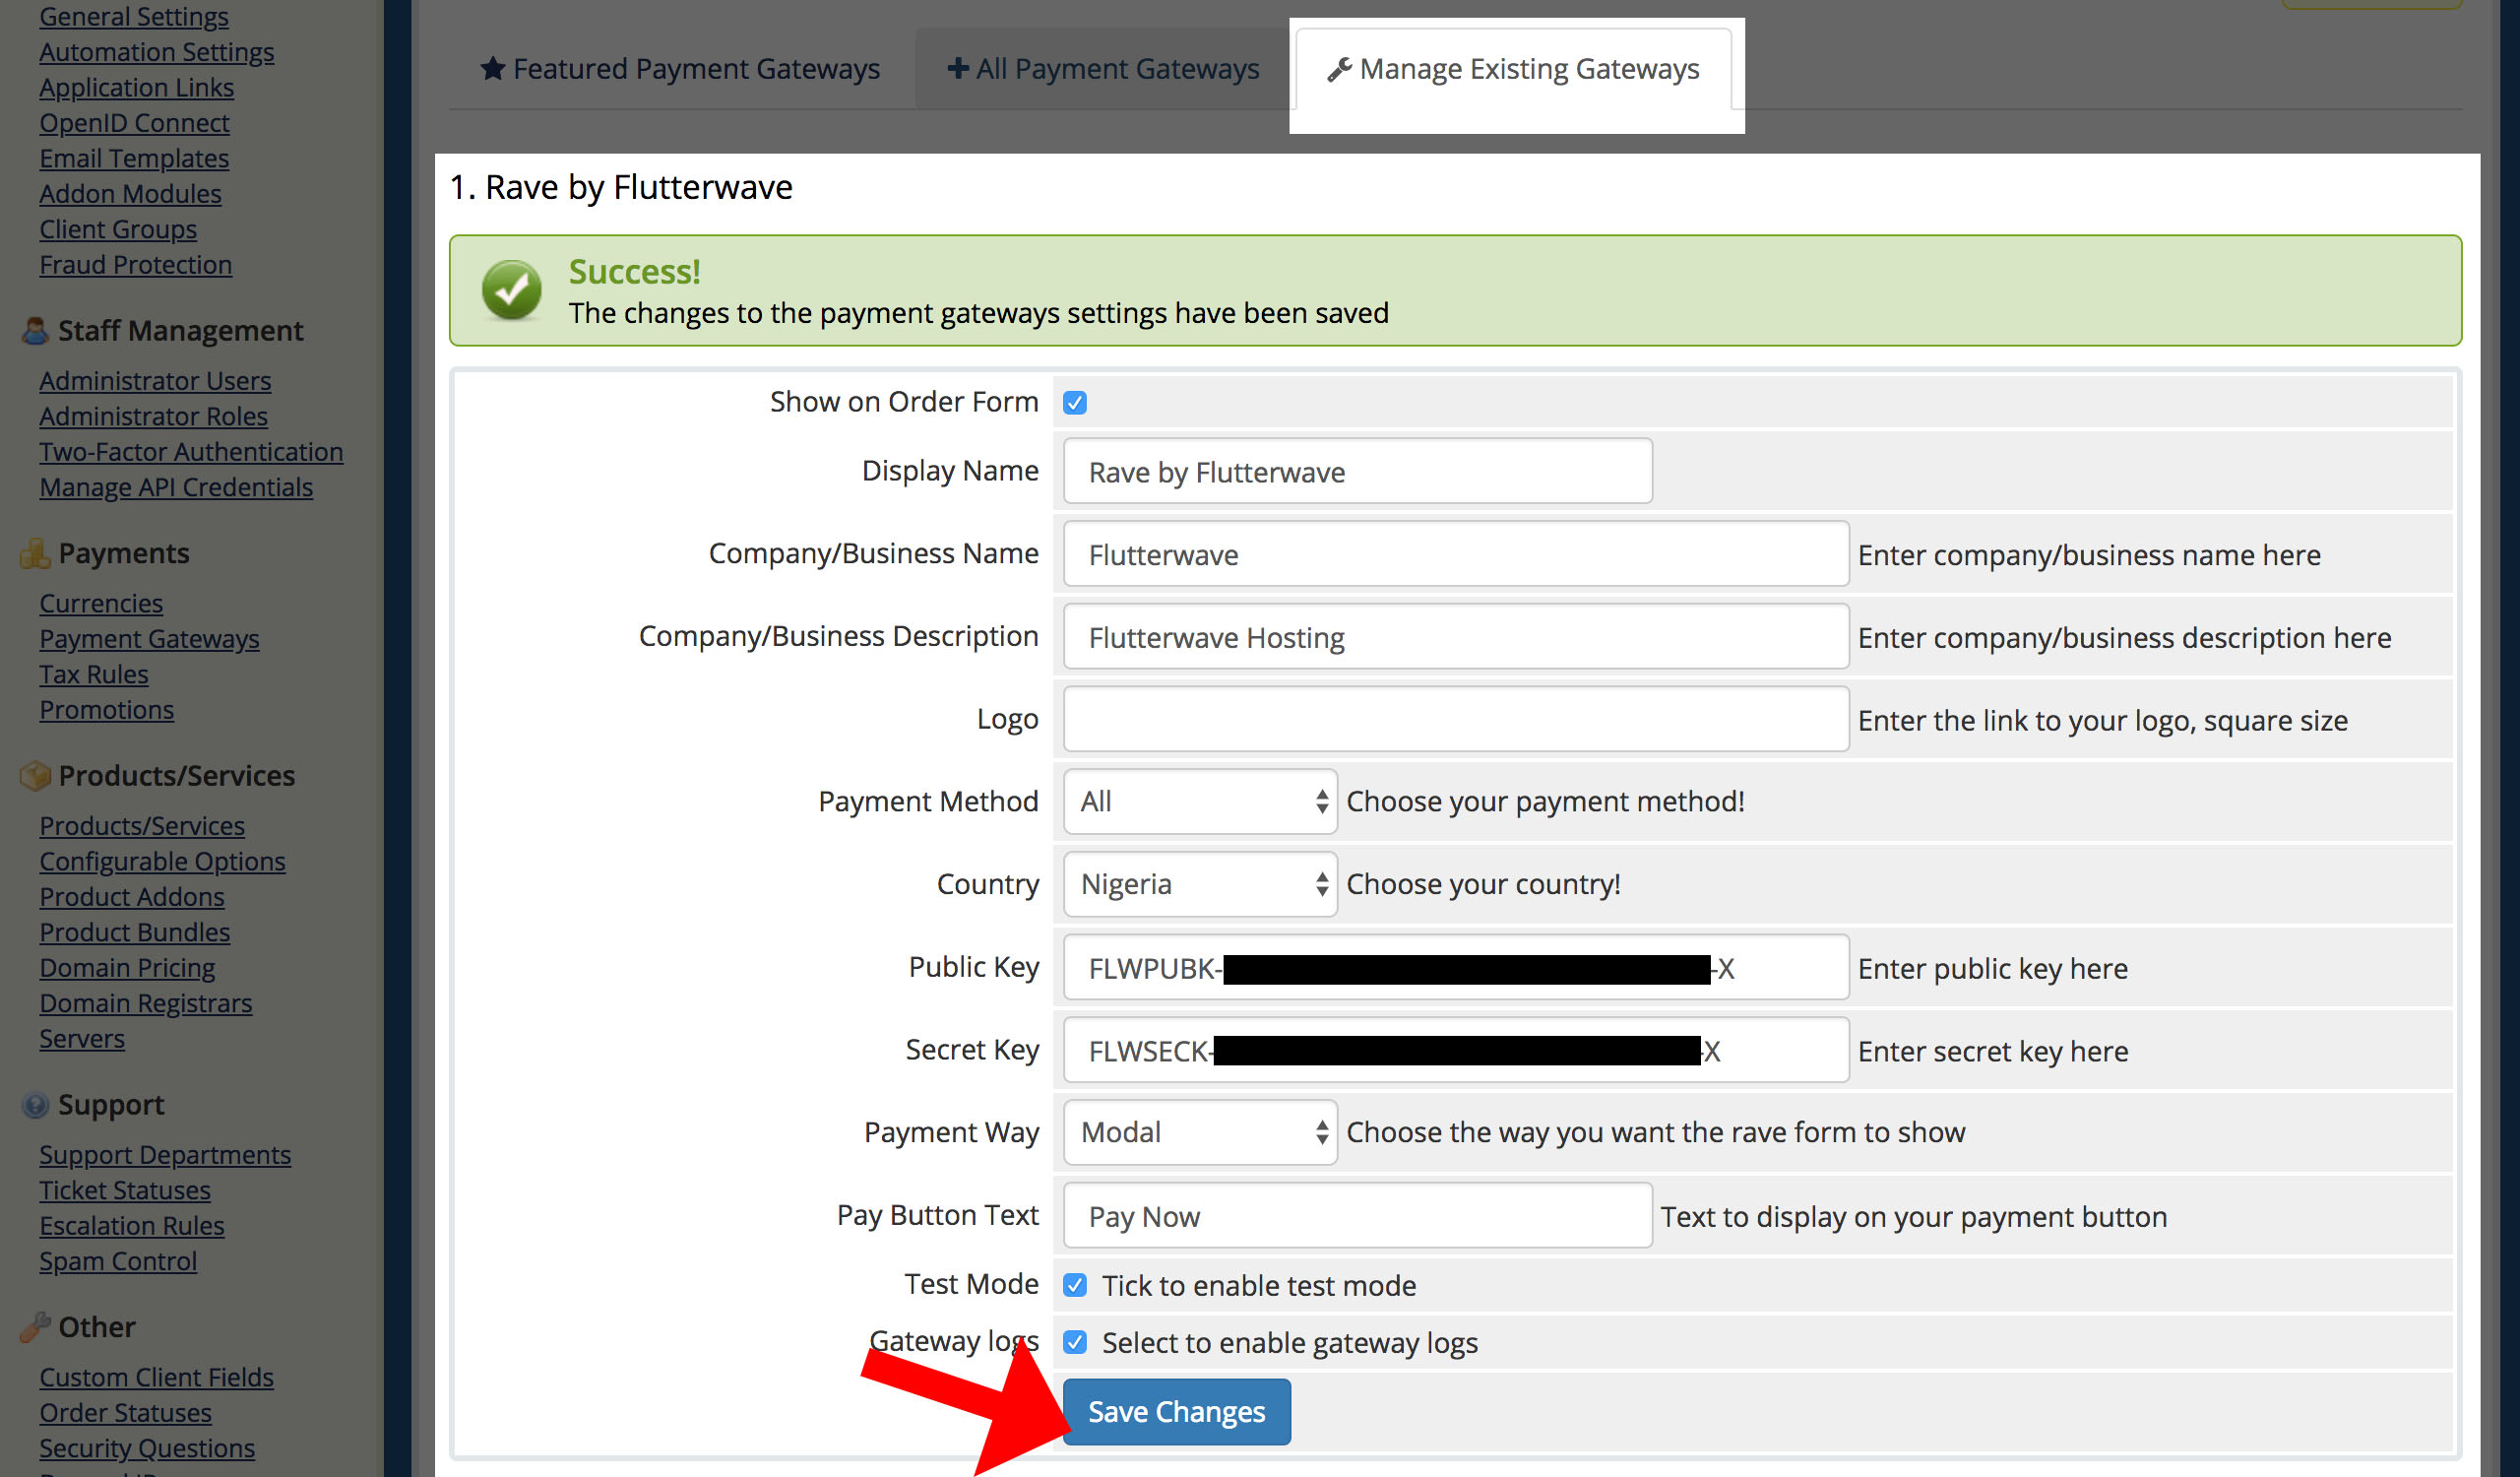 General Settings
Automation Settings
Application Links
OpenID Connect
Email Templates
Addon Modules
Client Groups
Fraud Protection
Staff Management
Administrator Users
Administrator Roles
Two-Factor Authentication
Manage API Credentials
Payments
Currencies
Payment Gateways
Tax Rules
Promotions
Products/Services
Products/Services
Configurable Options
Product Addons
Product Bundles
Domain Pricing
Domain Registrars
Servers
Support
Support Departments
Ticket Statuses
Escalation Rules
Spam Control
Other
Custom Client Fields
Order Statuses
Security Questions
Featured Payment Gateways
All Payment Gateways
Manage Existing Gateways
1. Rave by Flutterwave
Success!
The changes to the payment gateways settings have been saved
Show on Order Form
Display Name Rave by Flutterwave
Company/Business Name Flutterwave Enter company/business name here
Company/Business Description Flutterwave Hosting Enter company/business description here
Logo Enter the link to your logo, square size
Payment Method All Choose your payment method!
Country Nigeria Choose your country!
Public Key FLWPUBK- -X Enter public key here
Secret Key FLWSECK- -X Enter secret key here
Payment Way Modal Choose the way you want the rave form to show
Pay Button Text Pay Now Text to display on your payment button
Test Mode Tick to enable test mode
Gateway logs Select to enable gateway logs
Save Changes